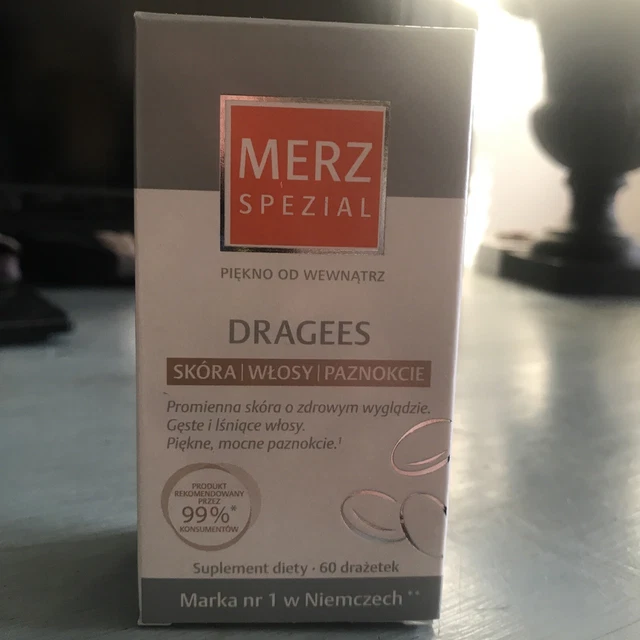 MERZ
SPEZIAL
PIĘKNO OD WEWNĄTRZ
DRAGEES
SKÓRA|WŁOSY|PAZNOKCIE
Promienna skóra o zdrowym wyglądzie.
Gęste i lśniące włosy.
Piękne, mocne paznokcie.¹
PRODUKT
REKOMENDOWANY
PRZEZ
99%*
KONSUMENTÓW
Suplement diety · 60 drażetek
Marka nr 1 w Niemczech**